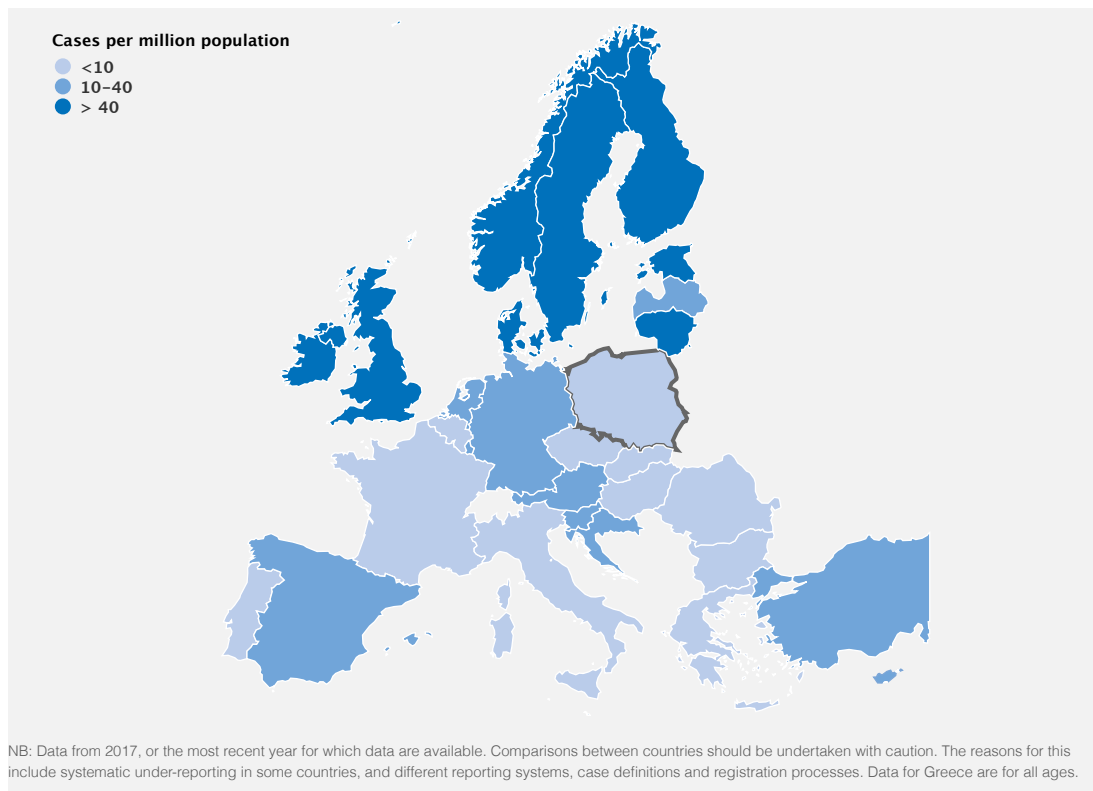 Cases per million population
<10
10–40
> 40
NB: Data from 2017, or the most recent year for which data are available. Comparisons between countries should be undertaken with caution. The reasons for this
include systematic under-reporting in some countries, and different reporting systems, case definitions and registration processes. Data for Greece are for all ages.